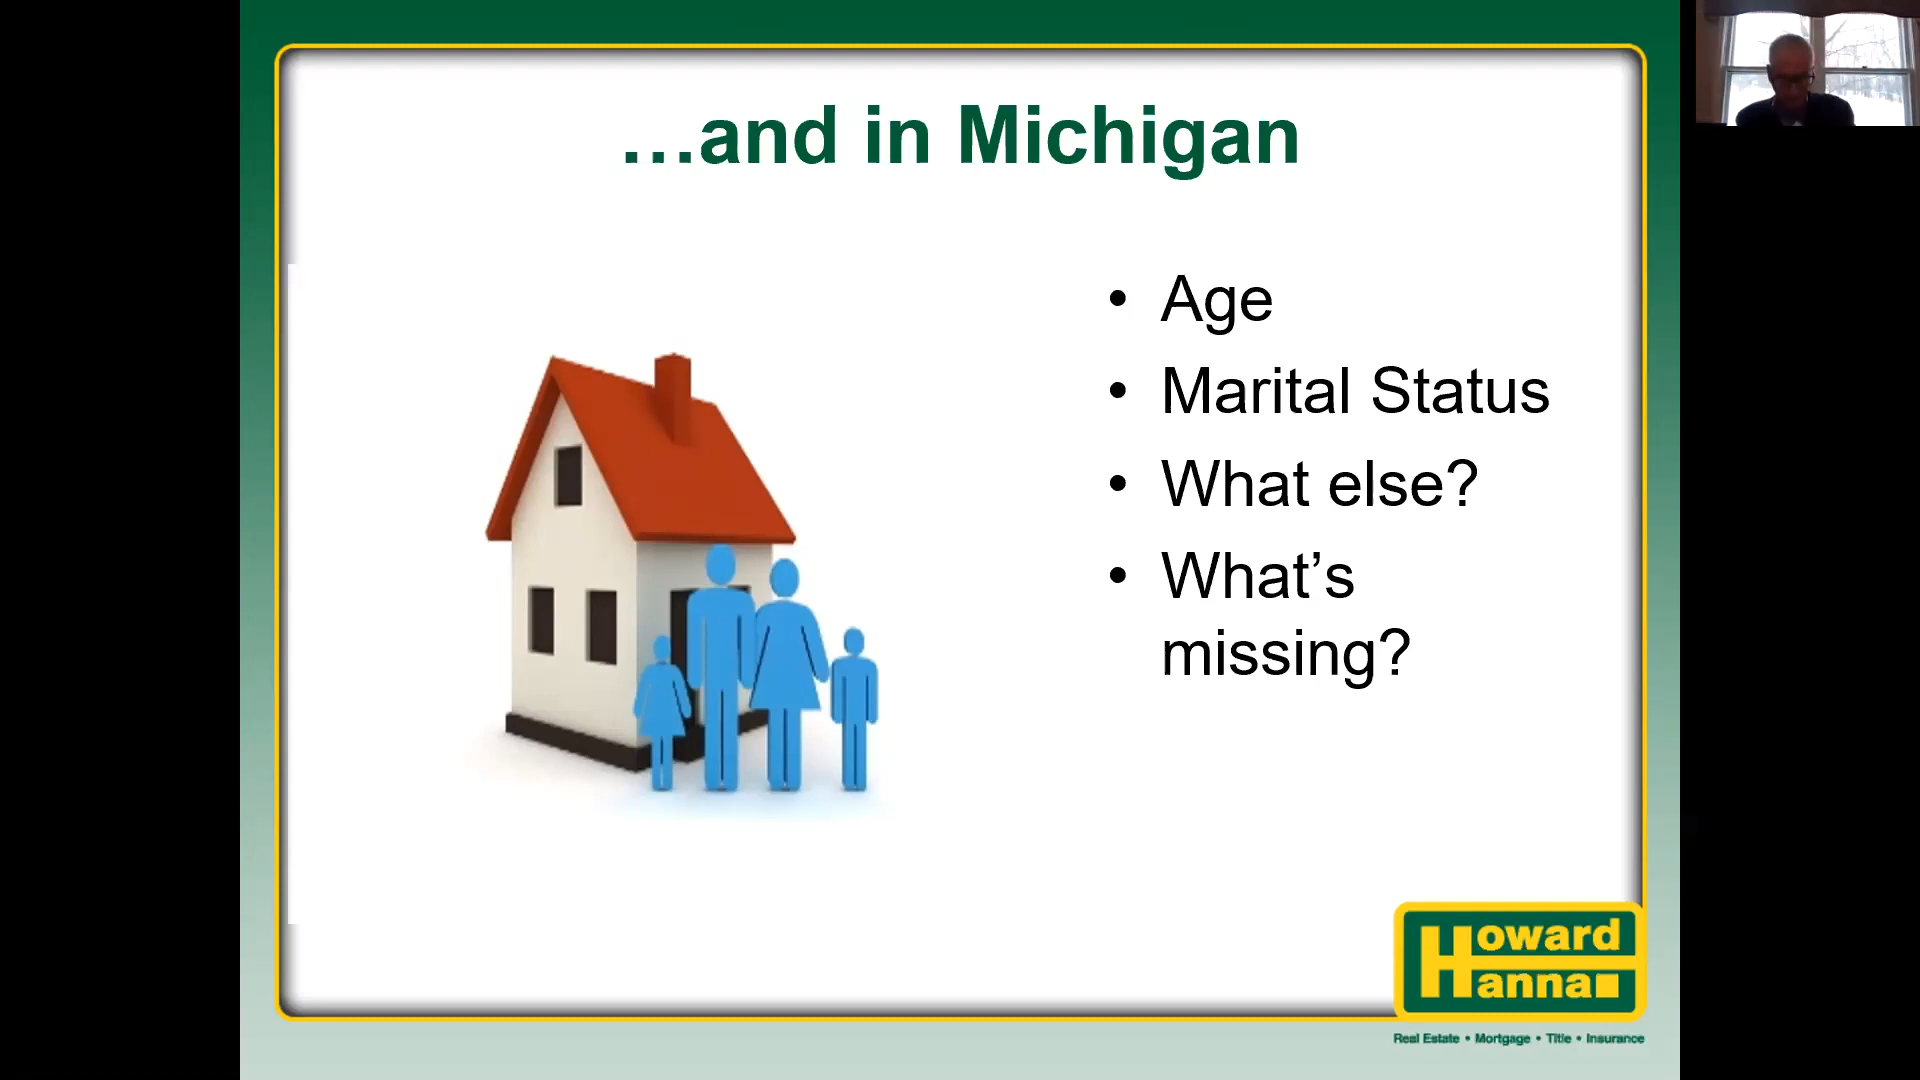 …and in Michigan
• Age
• Marital Status
• What else?
• What’s
missing?
Howard
Hanna
Real Estate • Mortgage • Title • Insurance